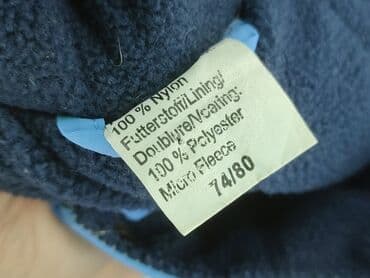 100 % Nylon
Futterstoff/Lining/
Doublure/Voering:
100 % Polyester
Micro Fleece
74/80